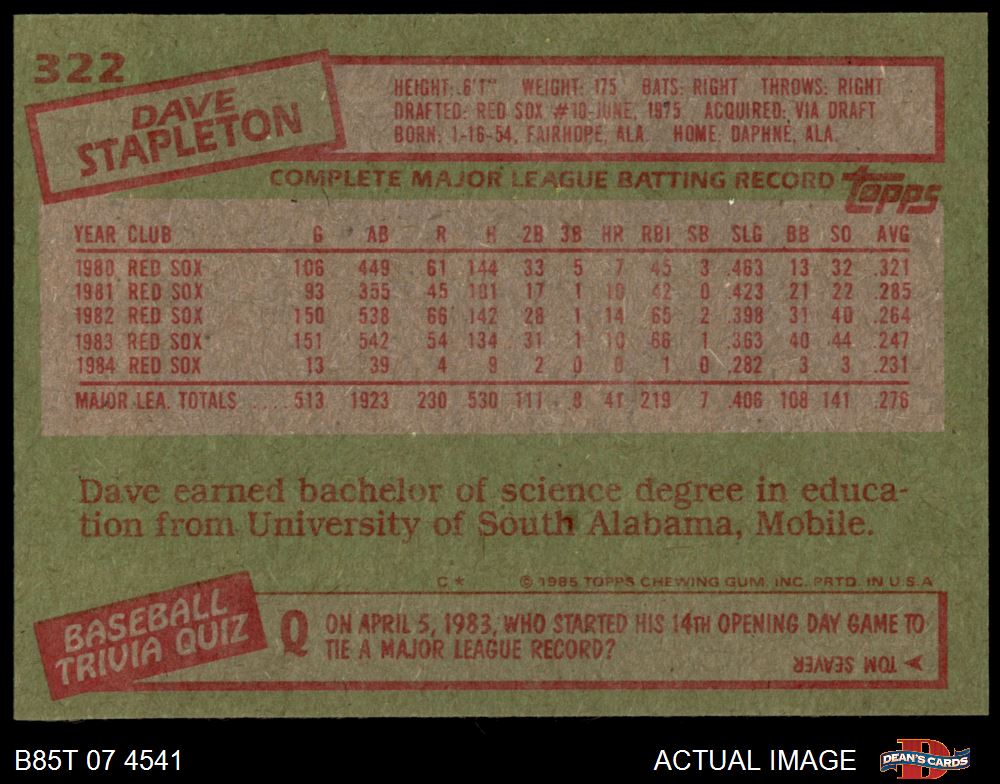 322
DAVE
STAPLETON
HEIGHT: 6'1" WEIGHT: 175 BATS: RIGHT THROWS: RIGHT
DRAFTED: RED SOX #10-JUNE, 1975 ACQUIRED: VIA DRAFT
BORN: 1-16-54, FAIRHOPE, ALA. HOME: DAPHNE, ALA.
COMPLETE MAJOR LEAGUE BATTING RECORD topps
YEAR CLUB G AB R H 2B 3B HR RBI SB SLG BB SO AVG
1980 RED SOX 106 449 61 144 33 5 7 45 3 .463 13 32 .321
1981 RED SOX 93 355 45 101 17 1 10 42 0 .423 21 22 .285
1982 RED SOX 150 538 66 142 28 1 14 65 2 .398 31 40 .264
1983 RED SOX 151 542 54 134 31 1 10 66 1 .363 40 44 .247
1984 RED SOX 13 39 4 9 2 0 0 1 0 .282 3 3 .231
MAJOR LEA. TOTALS .... 513 1923 230 530 111 8 41 219 7 .406 108 141 .276
Dave earned bachelor of science degree in educa-
tion from University of South Alabama, Mobile.
C * © 1985 TOPPS CHEWING GUM, INC. PRTD. IN U.S.A
BASEBALL
TRIVIA QUIZ
Q ON APRIL 5, 1983, WHO STARTED HIS 14TH OPENING DAY GAME TO
TIE A MAJOR LEAGUE RECORD?
TOM SEAVER
B85T 07 4541 ACTUAL IMAGE DEAN'S CARDS